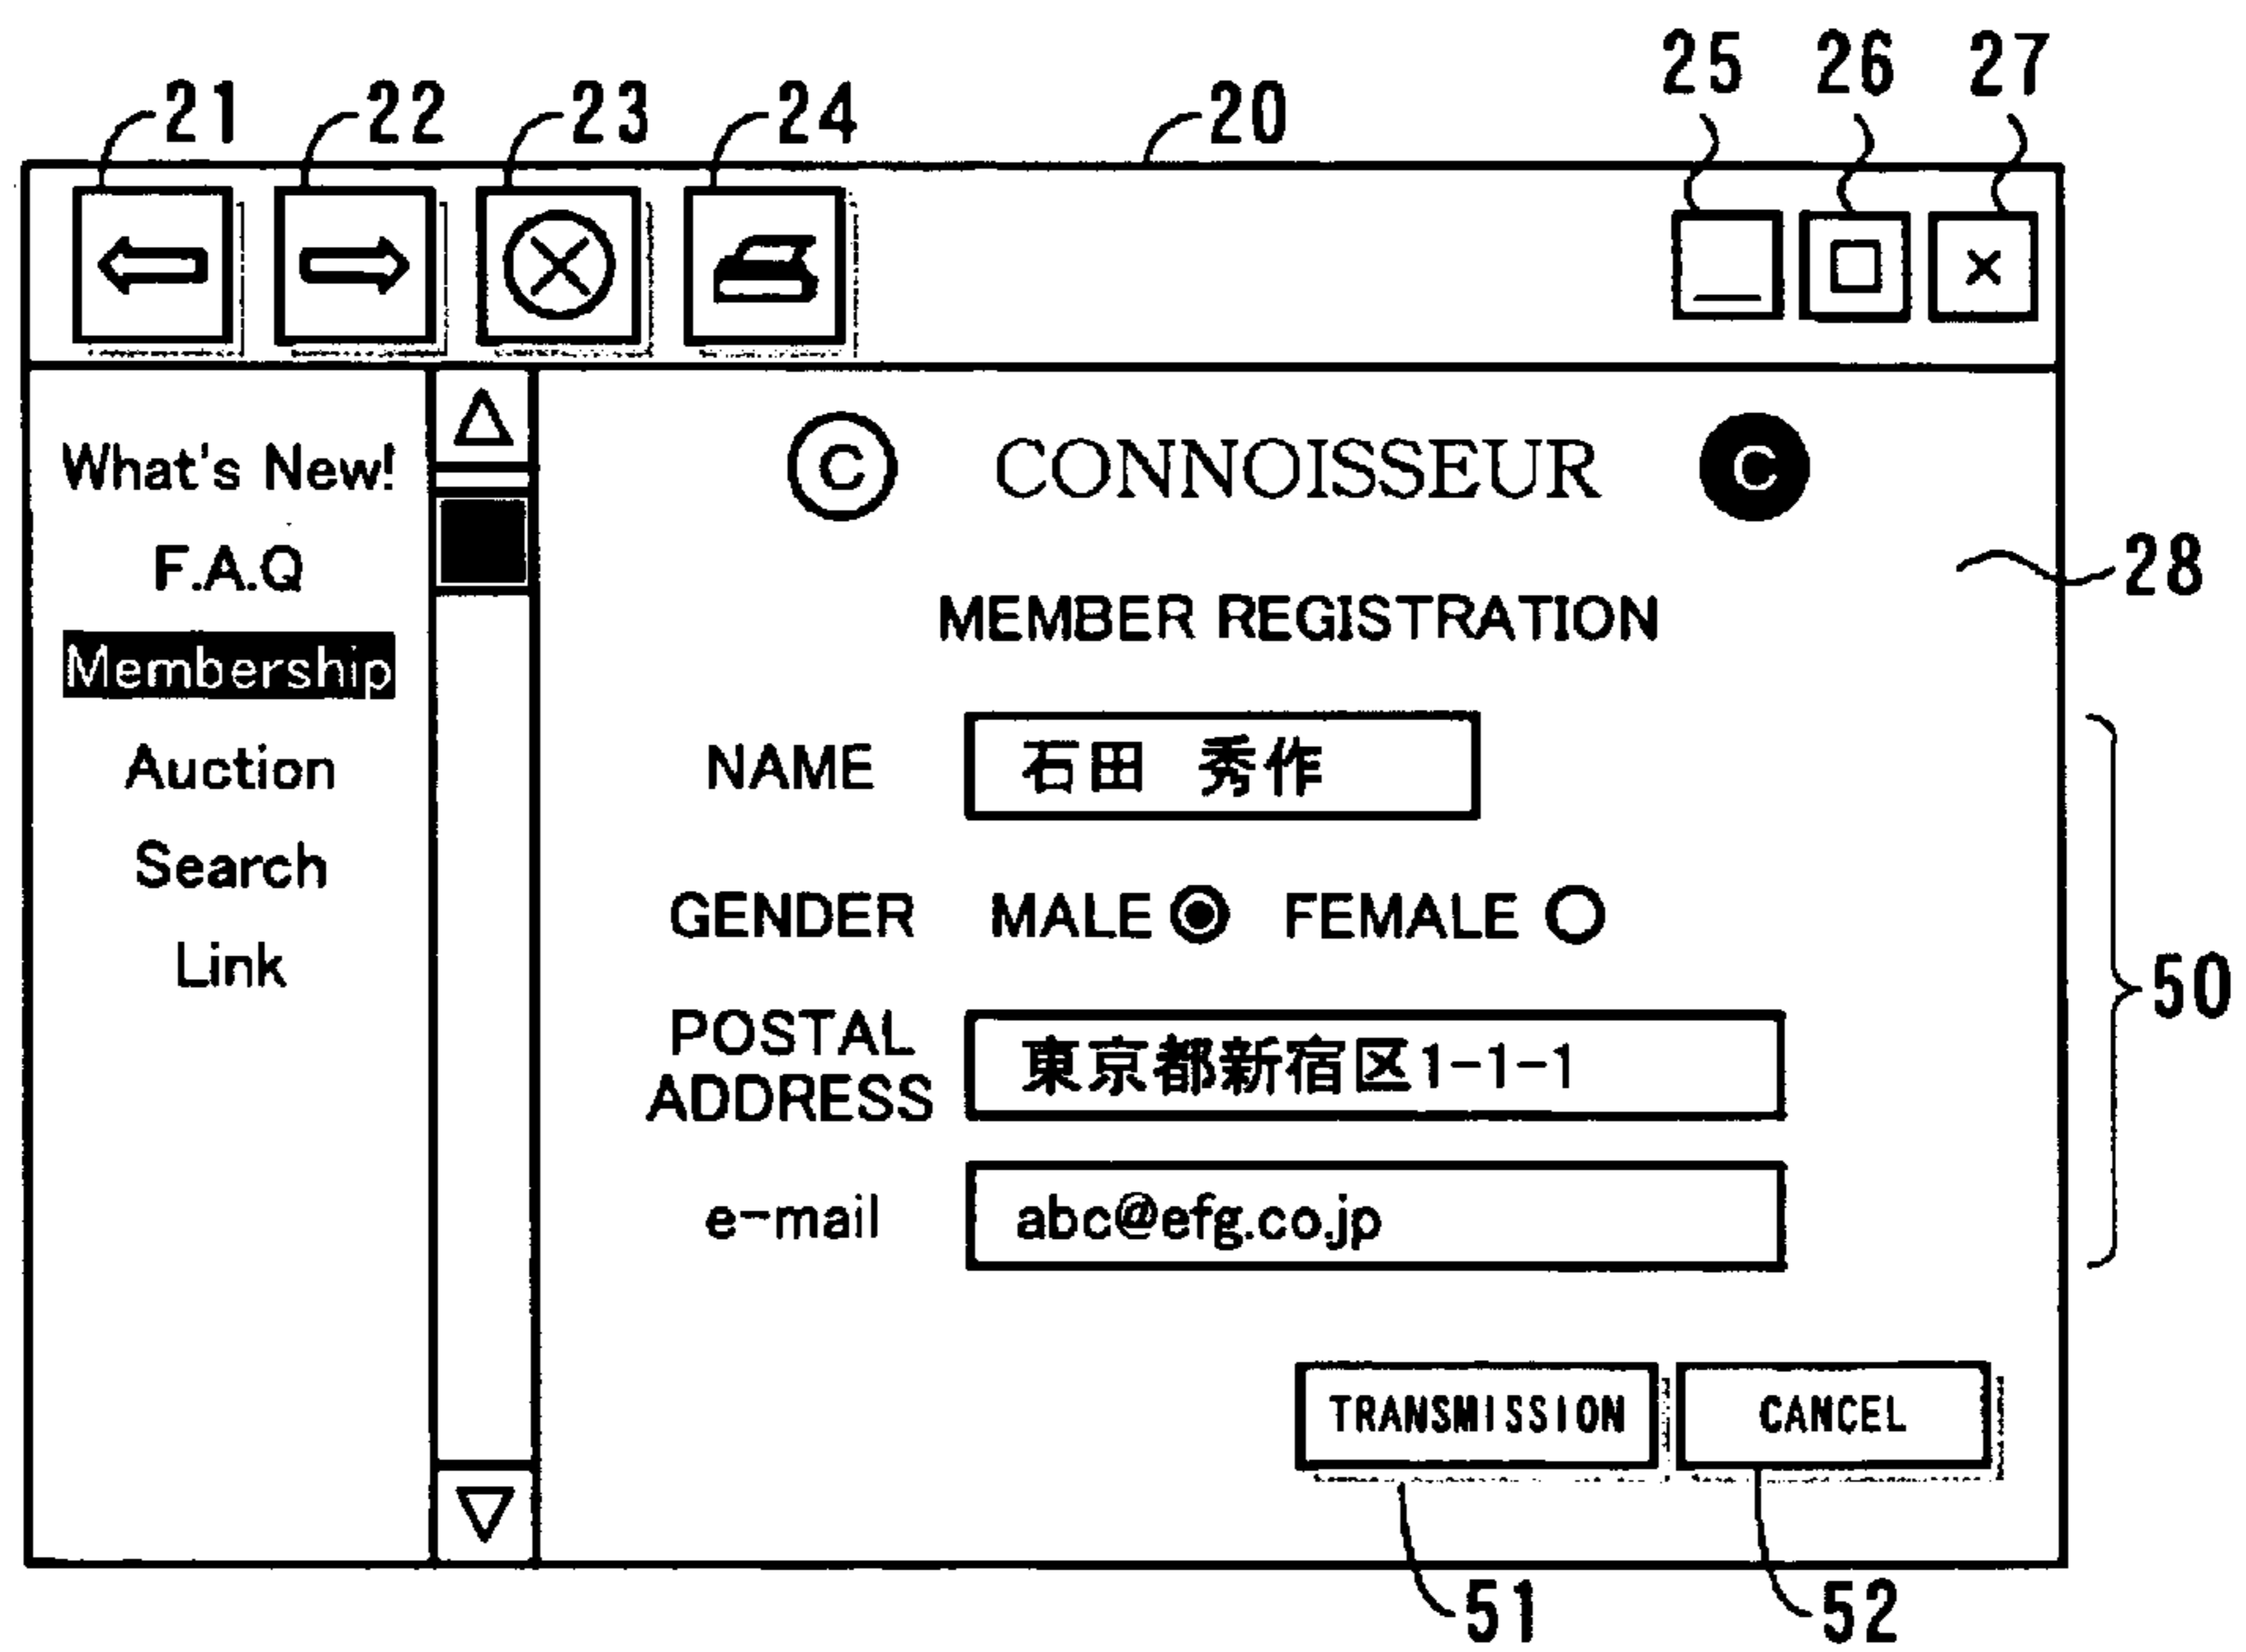 25 26 27
21 22 23 24 20
What's New!
F.A.Q
Membership
Auction
Search
Link
C CONNOISSEUR C
28
MEMBER REGISTRATION
NAME 石田 秀作
GENDER MALE FEMALE
50
POSTAL
ADDRESS
東京都新宿区1-1-1
e-mail abc@efg.co.jp
TRANSMISSION CANCEL
51 52